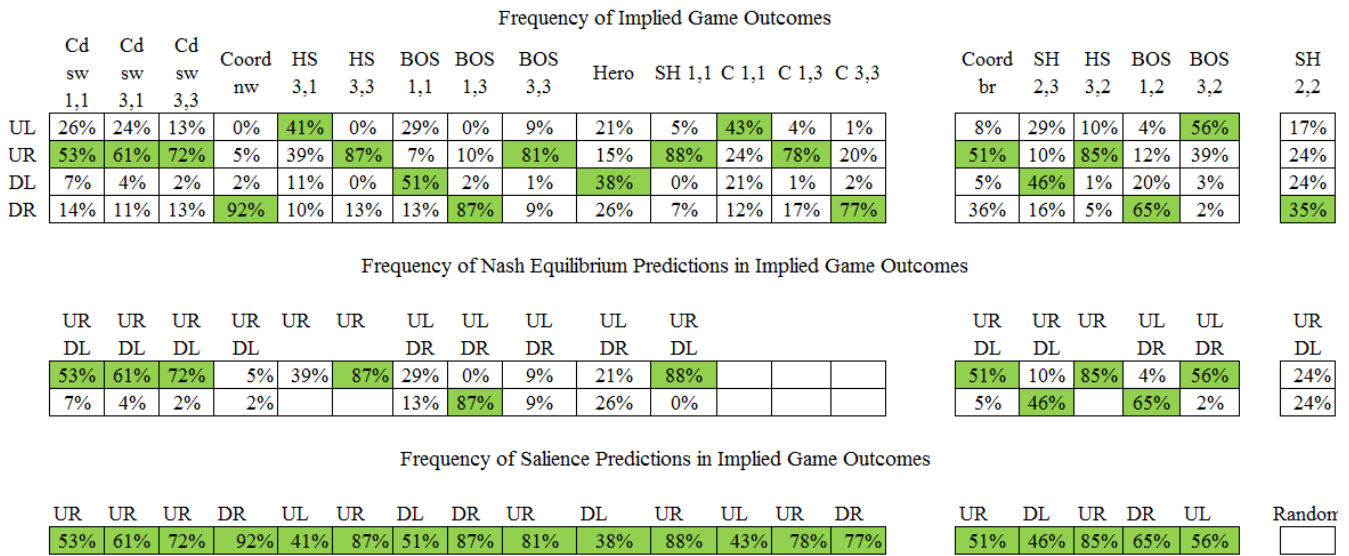 Frequency of Implied Game Outcomes
Cd Cd Cd
sw sw sw Coord HS HS BOS BOS BOS Hero SH 1,1 C 1,1 C 1,3 C 3,3 Coord SH HS BOS BOS SH
1,1 3,1 3,3 nw 3,1 3,3 1,1 1,3 3,3 br 2,3 3,2 1,2 3,2 2,2
UL 26% 24% 13% 0% 41% 0% 29% 0% 9% 21% 5% 43% 4% 1% 8% 29% 10% 4% 56% 17%
UR 53% 61% 72% 5% 39% 87% 7% 10% 81% 15% 88% 24% 78% 20% 51% 10% 85% 12% 39% 24%
DL 7% 4% 2% 2% 11% 0% 51% 2% 1% 38% 0% 21% 1% 2% 5% 46% 1% 20% 3% 24%
DR 14% 11% 13% 92% 10% 13% 13% 87% 9% 26% 7% 12% 17% 77% 36% 16% 5% 65% 2% 35%
Frequency of Nash Equilibrium Predictions in Implied Game Outcomes
UR UR UR UR UR UR UL UL UL UL UR UR UR UR UL UL UR
DL DL DL DL DR DR DR DR DL DL DL DR DR DL
53% 61% 72% 5% 39% 87% 29% 0% 9% 21% 88% 51% 10% 85% 4% 56% 24%
7% 4% 2% 2% 13% 87% 9% 26% 0% 5% 46% 65% 2% 24%
Frequency of Salience Predictions in Implied Game Outcomes
UR UR UR DR UL UR DL DR UR DL UR UL UR DR UR DL UR DR UL Random
53% 61% 72% 92% 41% 87% 51% 87% 81% 38% 88% 43% 78% 77% 51% 46% 85% 65% 56%